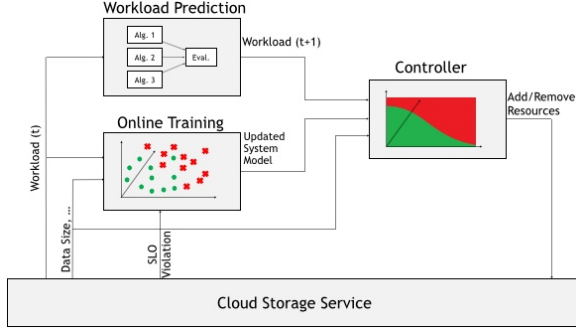 Workload Prediction
Alg. 1
Alg. 2
Alg. 3
Eval.
Workload (t+1)
Controller
Add/Remove
Resources
Online Training
Updated
System
Model
Workload (t)
Data Size, ...
SLO
Violation
Cloud Storage Service